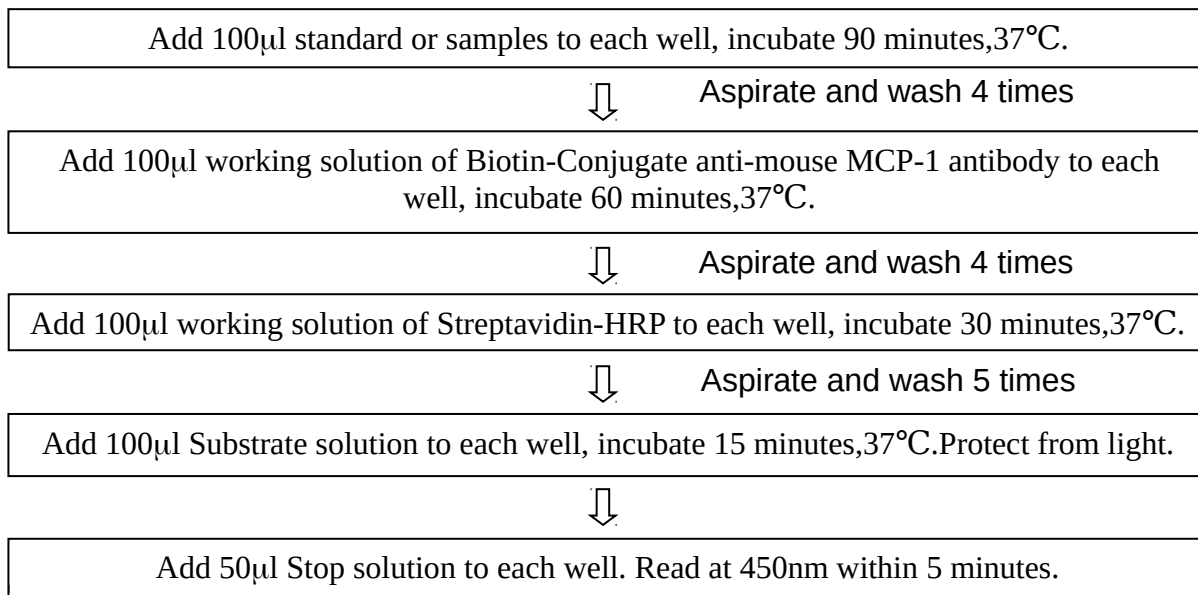 Add 100μl standard or samples to each well, incubate 90 minutes,37℃.
Aspirate and wash 4 times
Add 100μl working solution of Biotin-Conjugate anti-mouse MCP-1 antibody to each
well, incubate 60 minutes,37℃.
Aspirate and wash 4 times
Add 100μl working solution of Streptavidin-HRP to each well, incubate 30 minutes,37℃.
Aspirate and wash 5 times
Add 100μl Substrate solution to each well, incubate 15 minutes,37℃.Protect from light.
Add 50μl Stop solution to each well. Read at 450nm within 5 minutes.